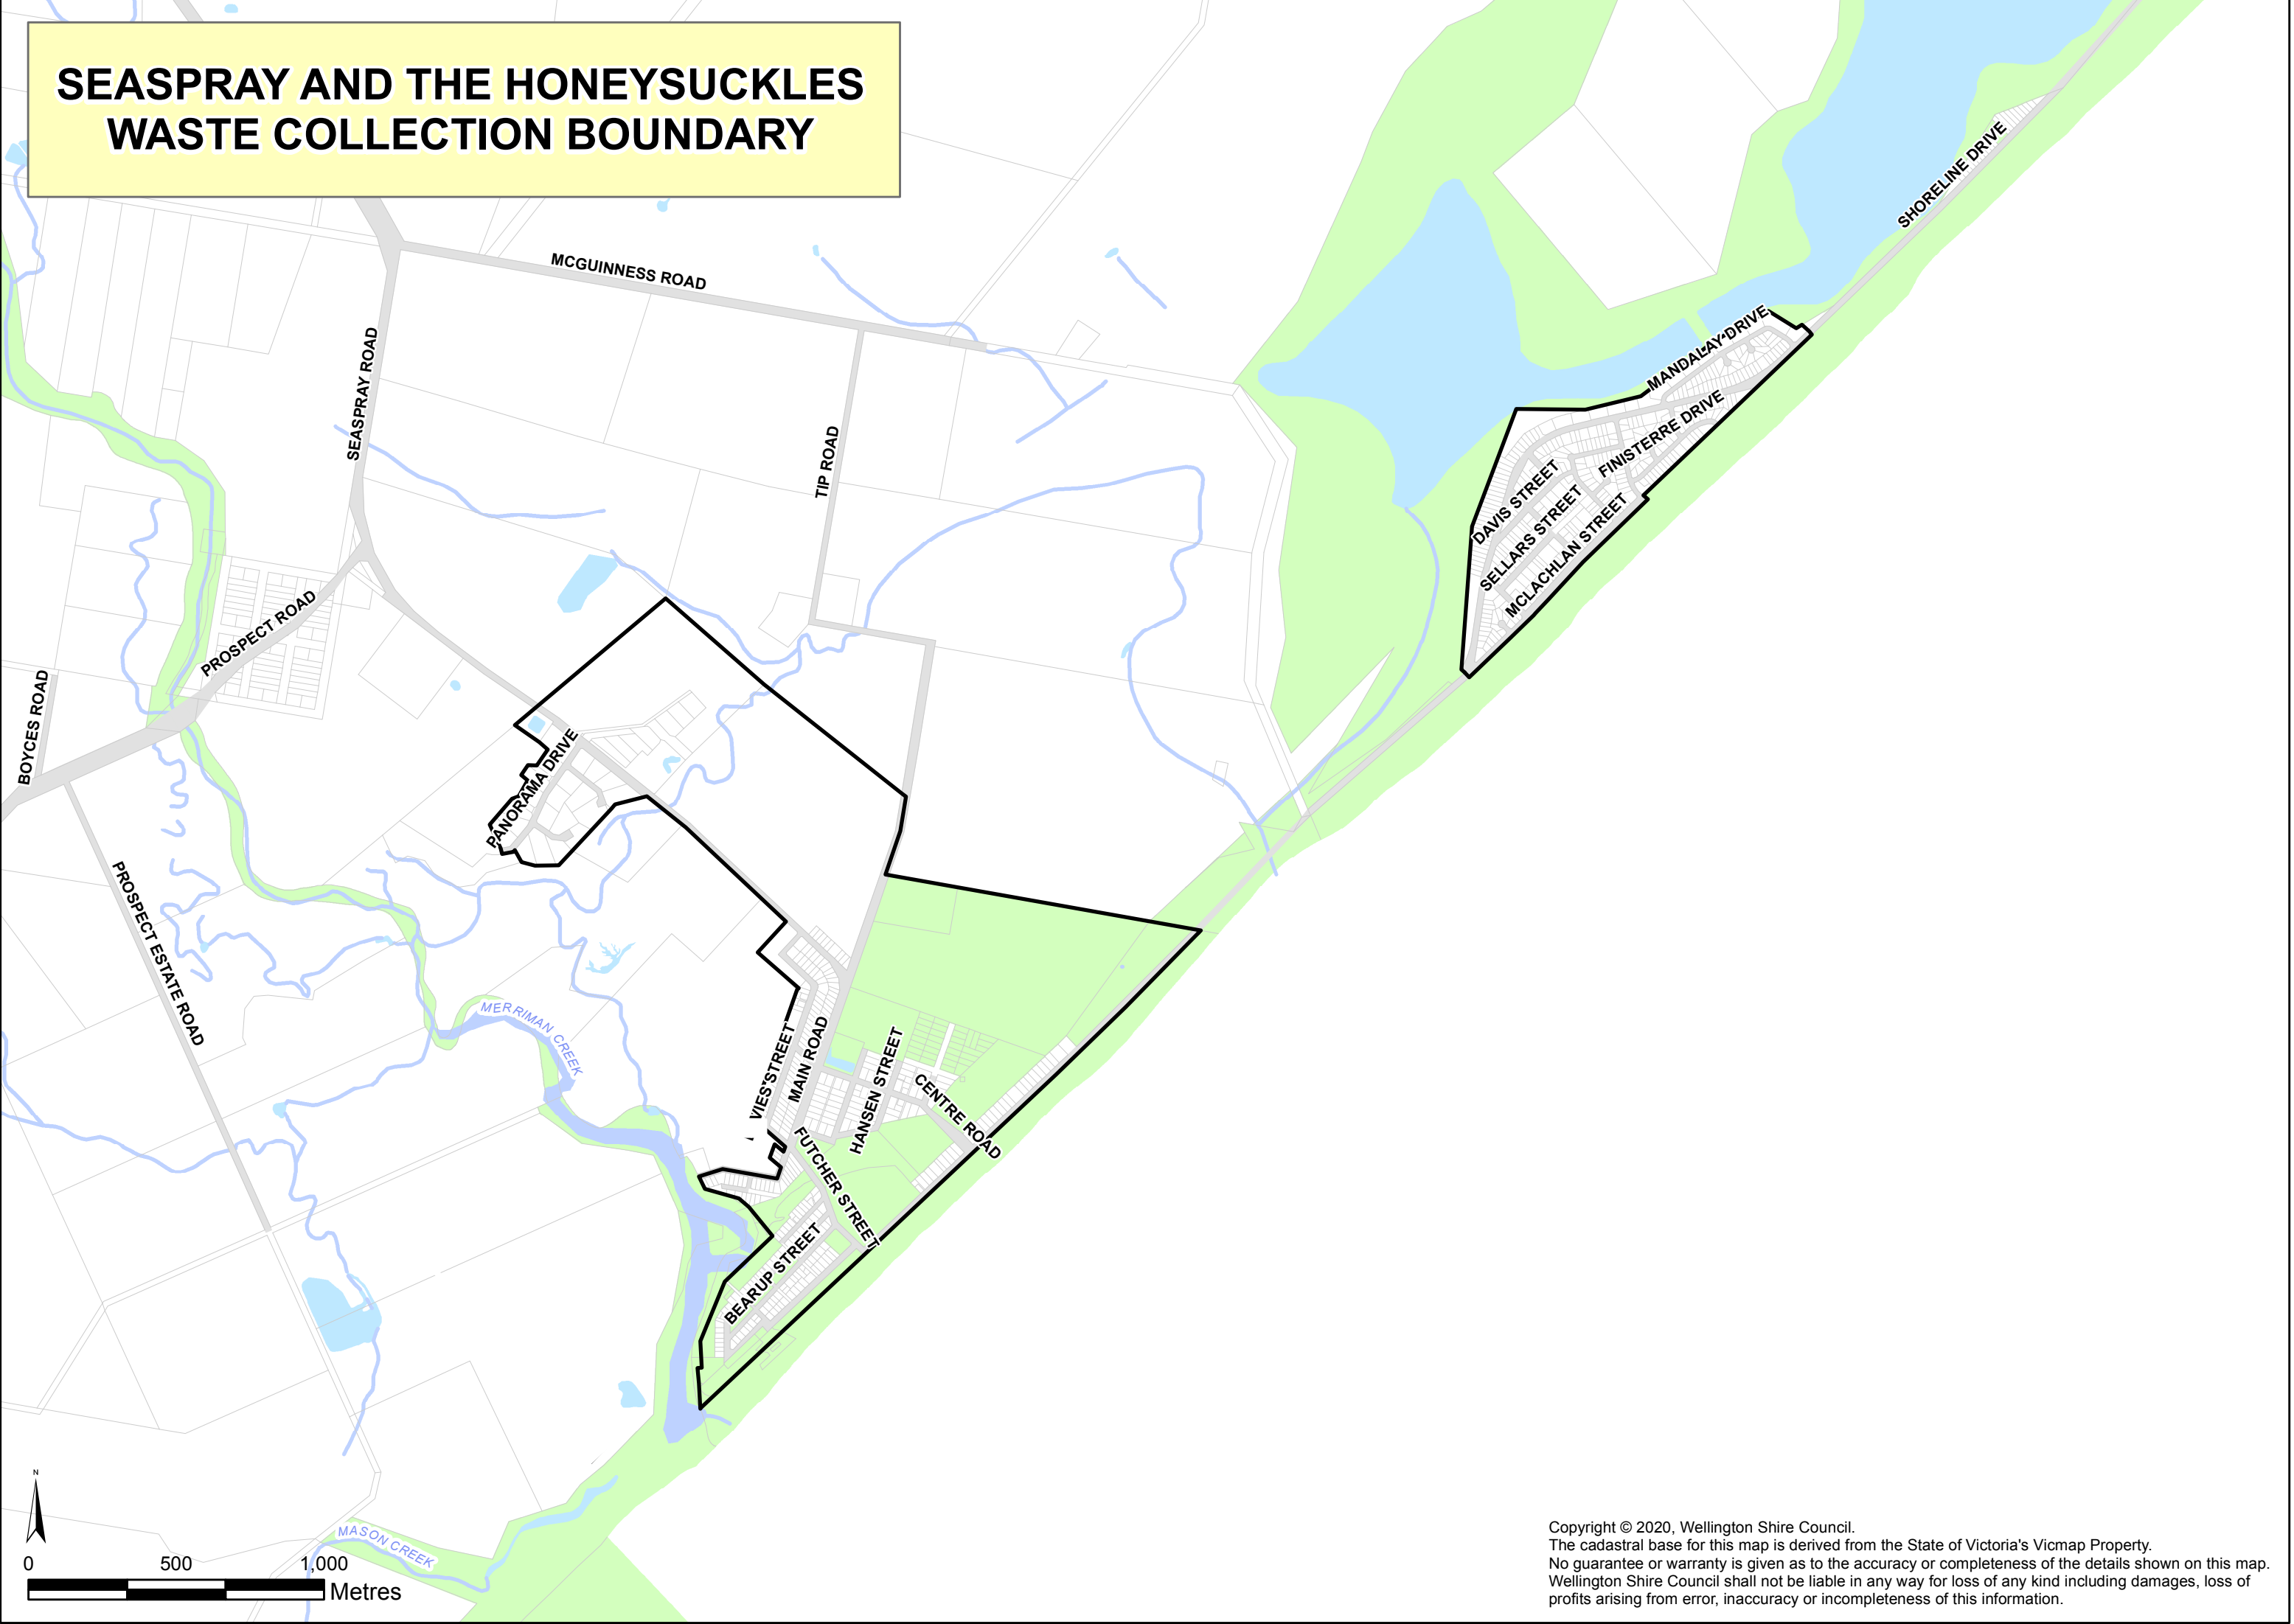 SEASPRAY AND THE HONEYSUCKLES
WASTE COLLECTION BOUNDARY
SHORELINE DRIVE
MCGUINNESS ROAD
MANDALAY DRIVE
SEASPRAY ROAD
FINISTERRE DRIVE
TIP ROAD
DAVIS STREET
SELLARS STREET
MCLACHLAN STREET
PROSPECT ROAD
BOYCES ROAD
PANORAMA DRIVE
PROSPECT ESTATE ROAD
MERRIMAN CREEK
VIES STREET
MAIN ROAD
HANSEN STREET
CENTRE ROAD
FUTCHER STREET
BEARUP STREET
MASON CREEK
N
0 500 1,000
Metres
Copyright © 2020, Wellington Shire Council.
The cadastral base for this map is derived from the State of Victoria's Vicmap Property.
No guarantee or warranty is given as to the accuracy or completeness of the details shown on this map.
Wellington Shire Council shall not be liable in any way for loss of any kind including damages, loss of
profits arising from error, inaccuracy or incompleteness of this information.